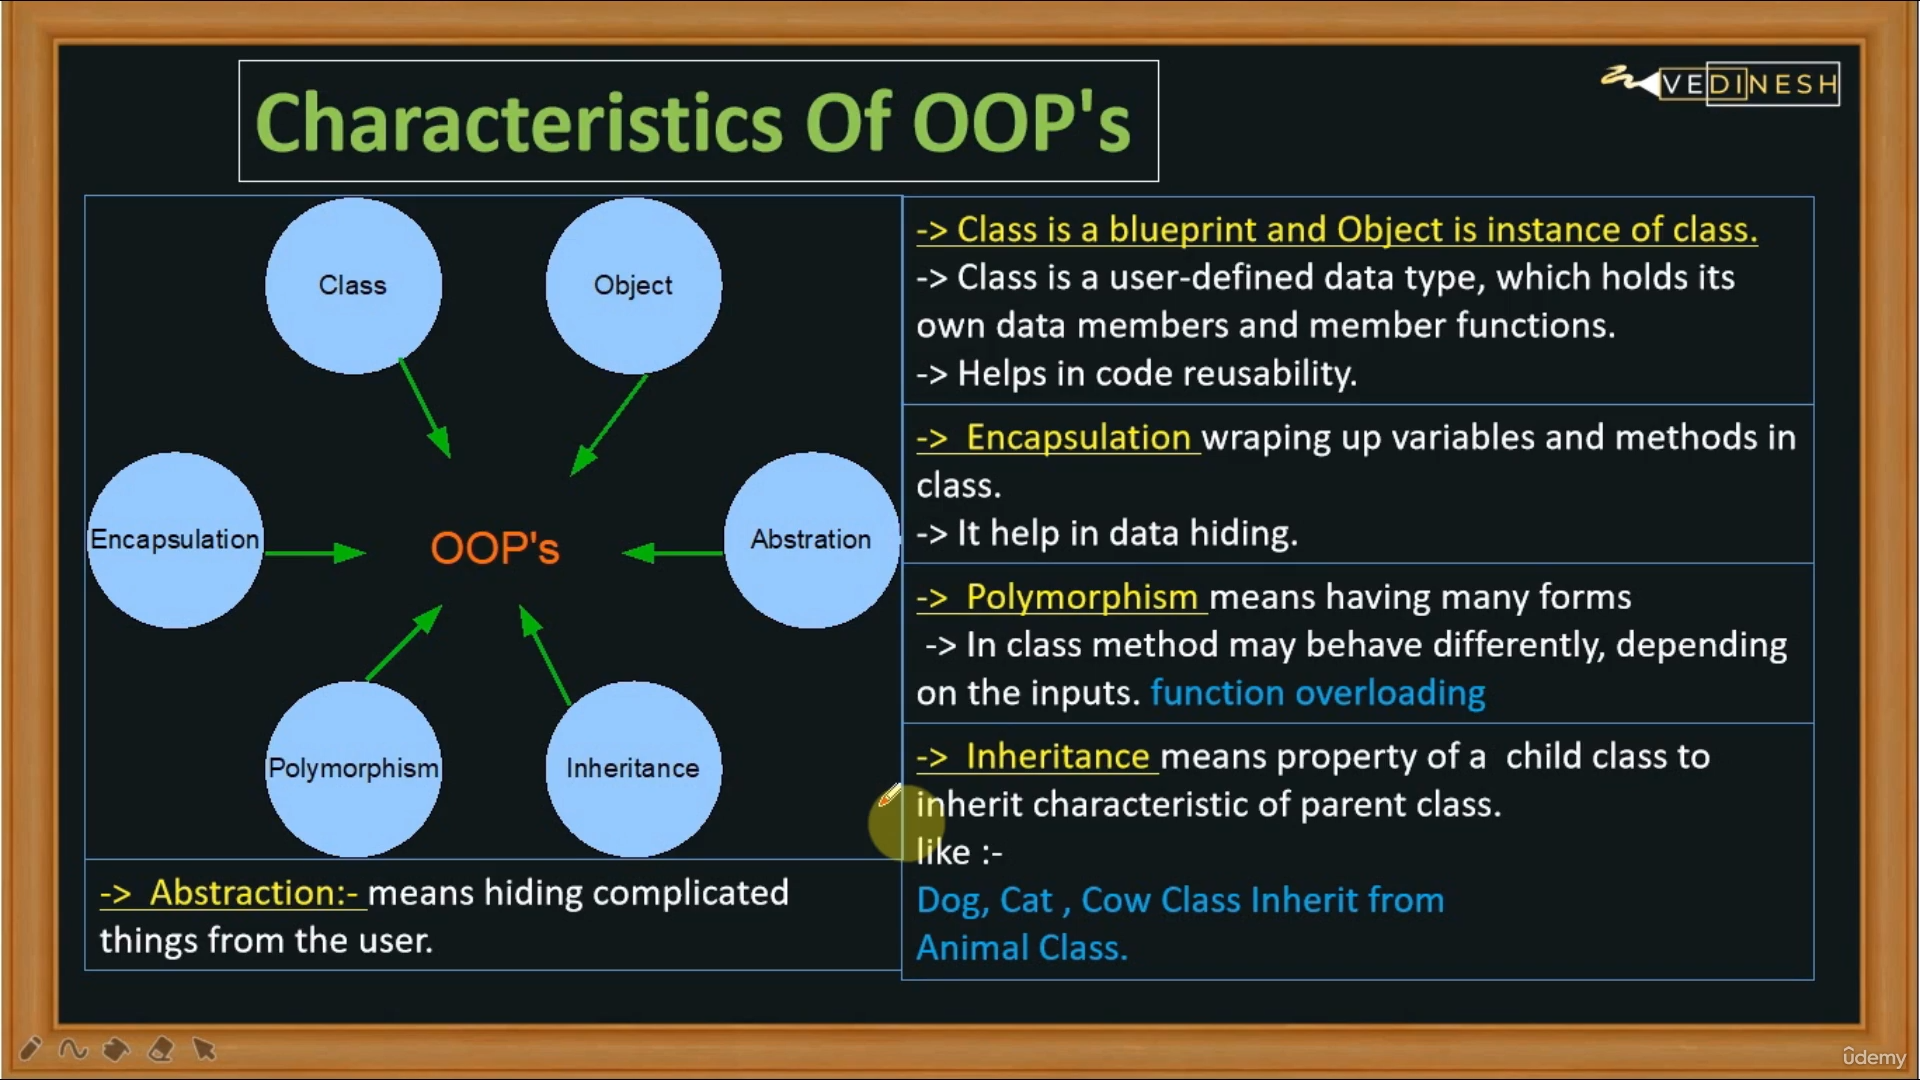 Characteristics Of OOP's
VEDINESH
Class
Object
Encapsulation
OOP's
Abstration
Polymorphism
Inheritance
-> Abstraction:- means hiding complicated
things from the user.
-> Class is a blueprint and Object is instance of class.
-> Class is a user-defined data type, which holds its
own data members and member functions.
-> Helps in code reusability.
-> Encapsulation wraping up variables and methods in
class.
-> It help in data hiding.
-> Polymorphism means having many forms
-> In class method may behave differently, depending
on the inputs. function overloading
-> Inheritance means property of a child class to
inherit characteristic of parent class.
like :-
Dog, Cat , Cow Class Inherit from
Animal Class.
ûdemy